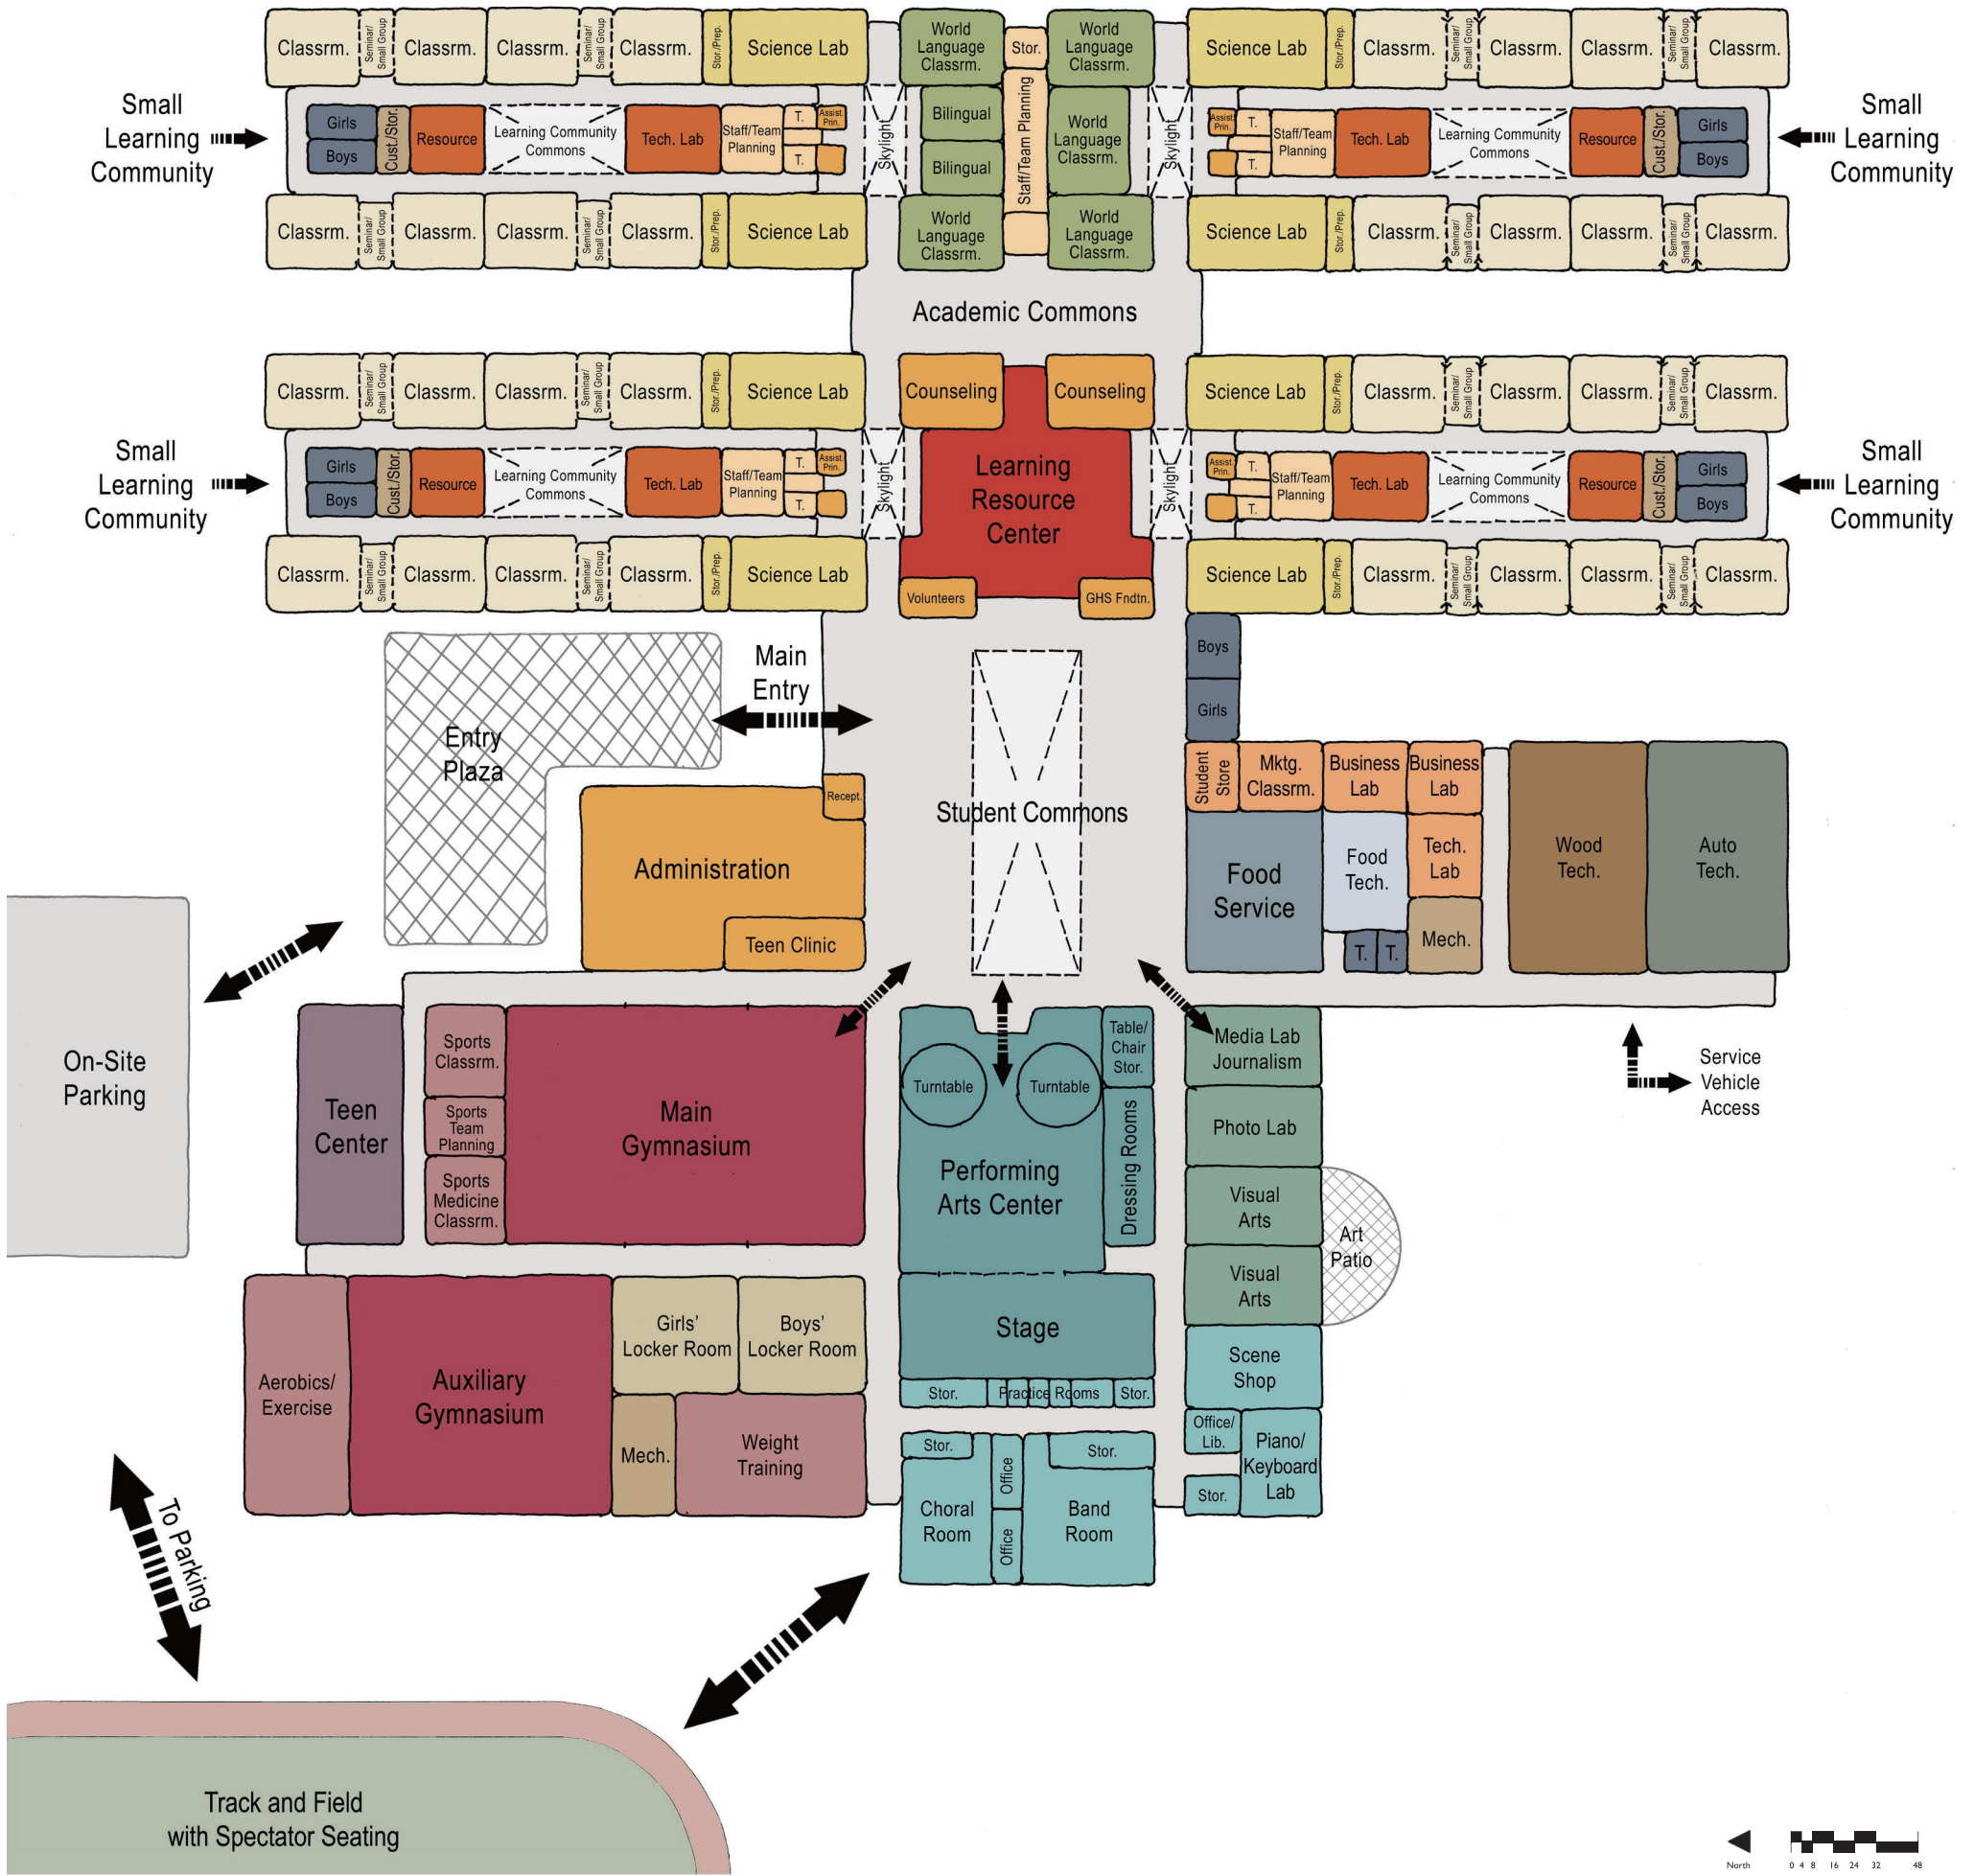 Classrm.
Seminar/
Small Group
Classrm.
Classrm.
Seminar/
Small Group
Classrm.
Stor./Prep.
Science Lab
World
Language
Classrm.
Stor.
World
Language
Classrm.
Science Lab
Stor./Prep.
Classrm.
Seminar/
Small Group
Classrm.
Classrm.
Seminar/
Small Group
Classrm.
Small
Learning
Community
Girls
Boys
Cust./Stor.
Resource
Learning Community
Commons
Tech. Lab
Staff/Team
Planning
T.
T.
Assist.
Prin.
Skylight
Bilingual
Bilingual
Staff/Team Planning
World
Language
Classrm.
Skylight
Assist.
Prin.
T.
T.
Staff/Team
Planning
Tech. Lab
Learning Community
Commons
Resource
Cust./Stor.
Girls
Boys
Small
Learning
Community
Classrm.
Seminar/
Small Group
Classrm.
Classrm.
Seminar/
Small Group
Classrm.
Stor./Prep.
Science Lab
World
Language
Classrm.
World
Language
Classrm.
Science Lab
Stor./Prep.
Classrm.
Seminar/
Small Group
Classrm.
Classrm.
Seminar/
Small Group
Classrm.
Academic Commons
Classrm.
Seminar/
Small Group
Classrm.
Classrm.
Seminar/
Small Group
Classrm.
Stor./Prep.
Science Lab
Counseling
Counseling
Science Lab
Stor./Prep.
Classrm.
Seminar/
Small Group
Classrm.
Classrm.
Seminar/
Small Group
Classrm.
Small
Learning
Community
Girls
Boys
Cust./Stor.
Resource
Learning Community
Commons
Tech. Lab
Staff/Team
Planning
T.
T.
Assist.
Prin.
Skylight
Learning
Resource
Center
Skylight
Assist.
Prin.
T.
T.
Staff/Team
Planning
Tech. Lab
Learning Community
Commons
Resource
Cust./Stor.
Girls
Boys
Small
Learning
Community
Classrm.
Seminar/
Small Group
Classrm.
Classrm.
Seminar/
Small Group
Classrm.
Stor./Prep.
Science Lab
Volunteers
GHS Fndtn.
Science Lab
Stor./Prep.
Classrm.
Seminar/
Small Group
Classrm.
Classrm.
Seminar/
Small Group
Classrm.
Main
Entry
Entry
Plaza
Boys
Girls
Recept.
Administration
Teen Clinic
Student Commons
Student
Store
Mktg.
Classrm.
Business
Lab
Business
Lab
Food
Service
Food
Tech.
Tech.
Lab
T.
T.
Mech.
Wood
Tech.
Auto
Tech.
On-Site
Parking
Teen
Center
Sports
Classrm.
Sports
Team
Planning
Sports
Medicine
Classrm.
Main
Gymnasium
Turntable
Turntable
Table/
Chair
Stor.
Performing
Arts Center
Dressing Rooms
Media Lab
Journalism
Photo Lab
Visual
Arts
Visual
Arts
Art
Patio
Service
Vehicle
Access
Aerobics/
Exercise
Auxiliary
Gymnasium
Girls'
Locker Room
Boys'
Locker Room
Mech.
Weight
Training
Stage
Stor.
Practice Rooms
Stor.
Scene
Shop
Office/
Lib.
Piano/
Keyboard
Lab
Stor.
Stor.
Office
Stor.
Choral
Room
Office
Band
Room
To Parking
Track and Field
with Spectator Seating
North
0 4 8 16 24 32 48